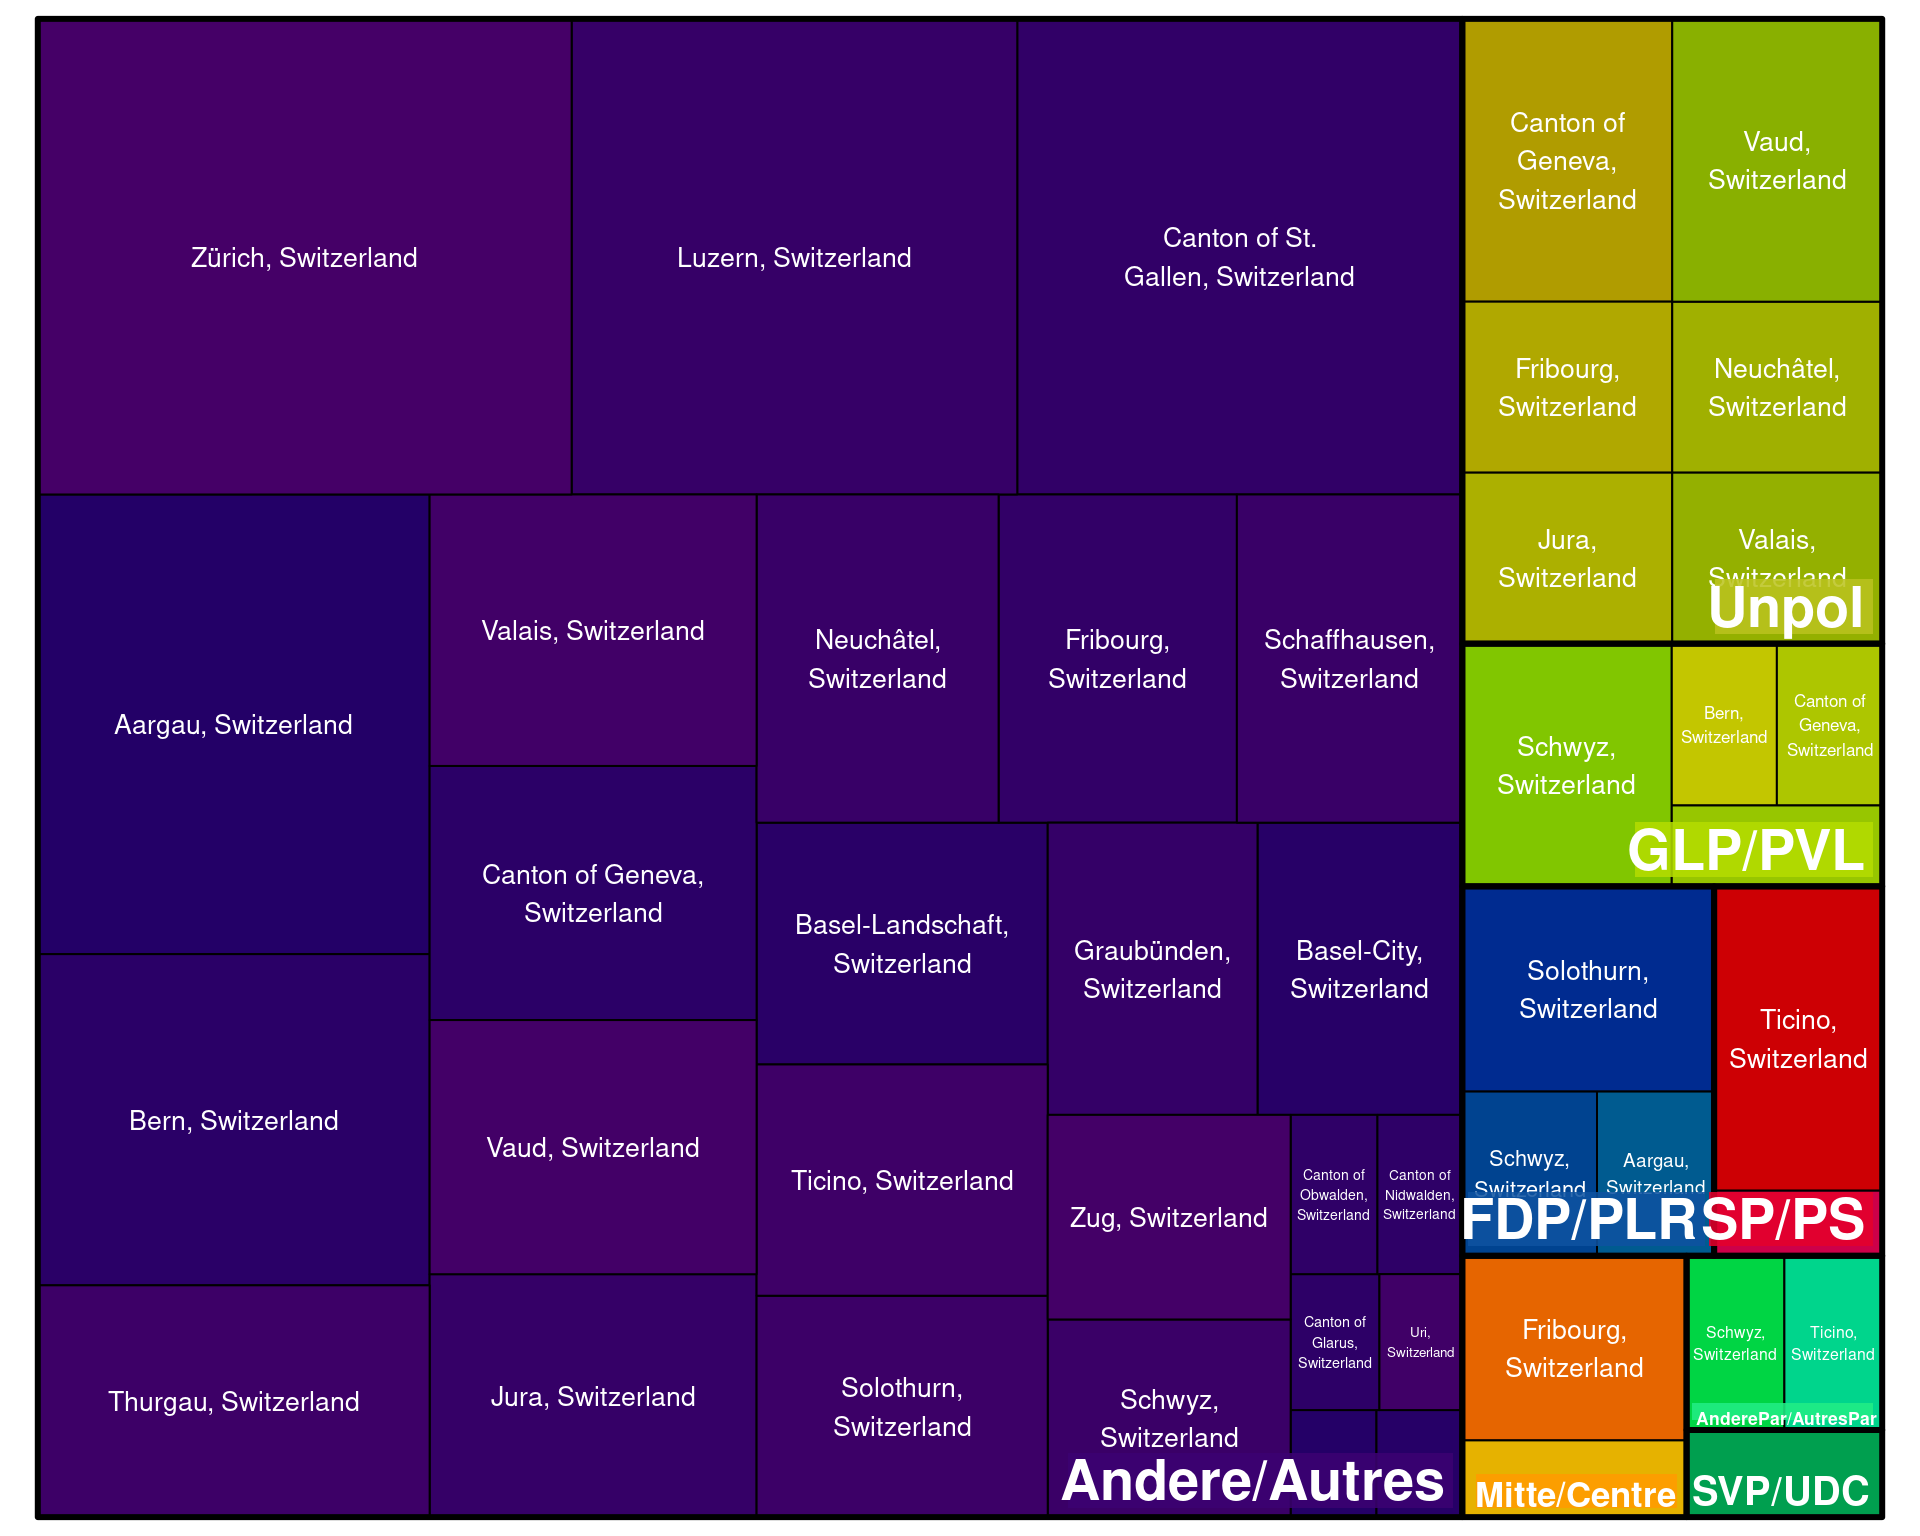 Zürich, Switzerland
Luzern, Switzerland
Canton of St.
Gallen, Switzerland
Aargau, Switzerland
Bern, Switzerland
Thurgau, Switzerland
Valais, Switzerland
Canton of Geneva,
Switzerland
Vaud, Switzerland
Jura, Switzerland
Neuchâtel,
Switzerland
Fribourg,
Switzerland
Schaffhausen,
Switzerland
Basel-Landschaft,
Switzerland
Ticino, Switzerland
Solothurn,
Switzerland
Graubünden,
Switzerland
Basel-City,
Switzerland
Zug, Switzerland
Schwyz,
Switzerland
Canton of
Obwalden,
Switzerland
Canton of
Nidwalden,
Switzerland
Canton of
Glarus,
Switzerland
Uri,
Switzerland
Andere/Autres
Canton of
Geneva,
Switzerland
Vaud,
Switzerland
Fribourg,
Switzerland
Neuchâtel,
Switzerland
Jura,
Switzerland
Valais,
Switzerland
Unpol
Schwyz,
Switzerland
Bern,
Switzerland
Canton of
Geneva,
Switzerland
GLP/PVL
Solothurn,
Switzerland
Schwyz,
Switzerland
Aargau,
Switzerland
FDP/PLR
Ticino,
Switzerland
SP/PS
Fribourg,
Switzerland
Mitte/Centre
Schwyz,
Switzerland
Ticino,
Switzerland
AnderePar/AutresPar
SVP/UDC